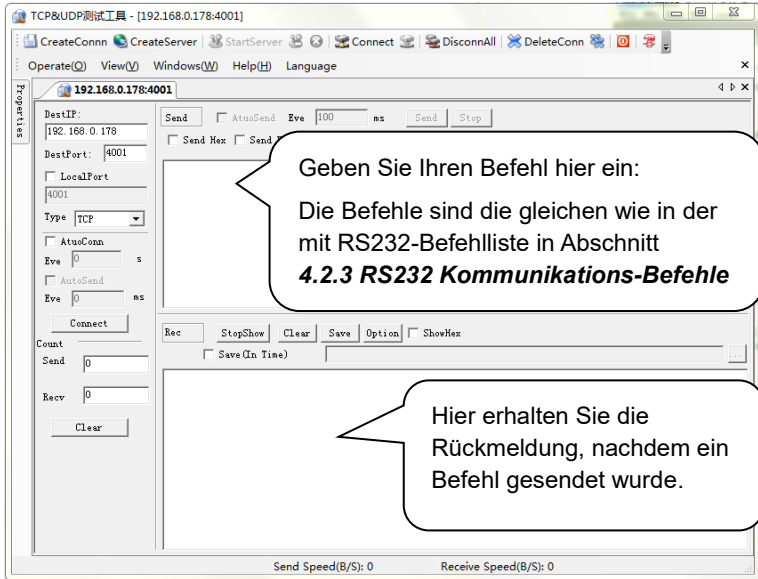 TCP&UDP测试工具 - [192.168.0.178:4001]
CreateConnn CreateServer StartServer Connect DisconnAll DeleteConn
Operate(O) View(V) Windows(W) Help(H) Language
Properties
192.168.0.178:4001
DestIP:
192.168.0.178
DestPort: 4001
LocalPort
4001
Type TCP
AtuoConn
Eve 0 s
AutoSend
Eve 0 ms
Connect
Count
Send 0
Recv 0
Clear
Send AtuoSend Eve 100 ms Send Stop
Send Hex Send
Geben Sie Ihren Befehl hier ein:
Die Befehle sind die gleichen wie in der
mit RS232-Befehlliste in Abschnitt
4.2.3 RS232 Kommunikations-Befehle
Rec StopShow Clear Save Option ShowHex
Save(In Time) ...
Hier erhalten Sie die
Rückmeldung, nachdem ein
Befehl gesendet wurde.
Send Speed(B/S): 0 Receive Speed(B/S): 0